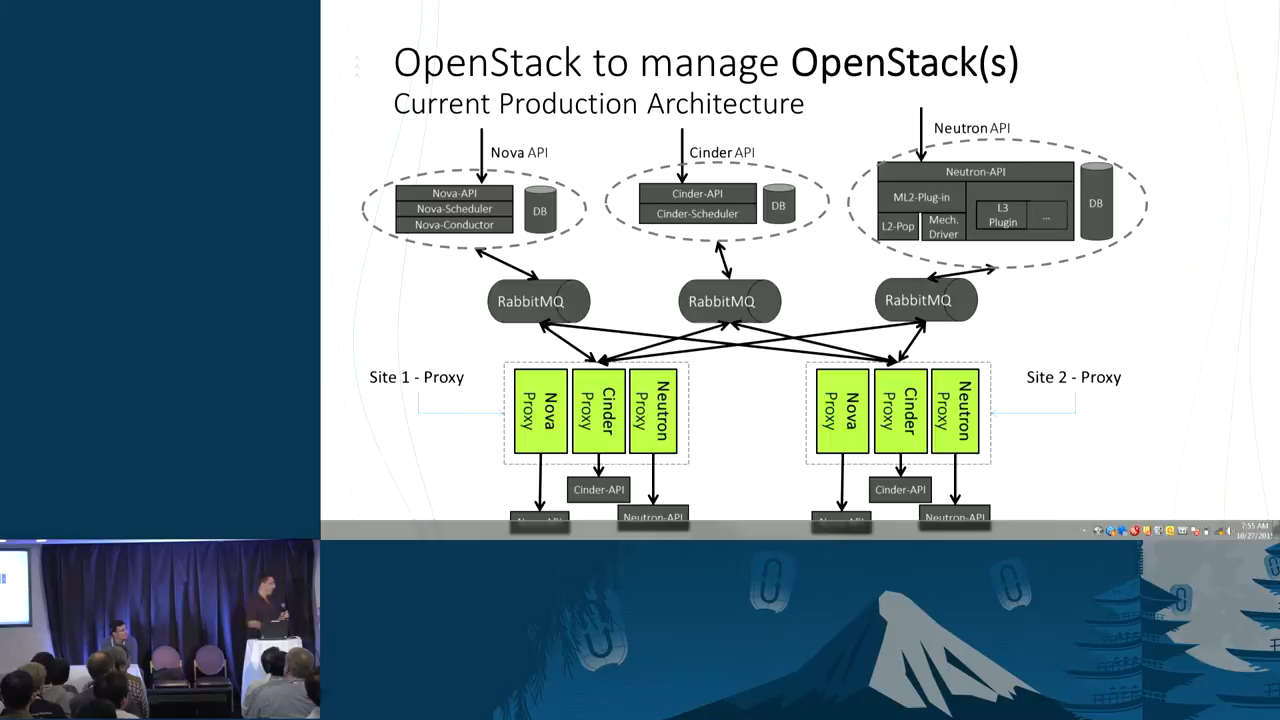 OpenStack to manage OpenStack(s)
Current Production Architecture
Nova API
Cinder API
Neutron API
Nova-API
Nova-Scheduler
Nova-Conductor
DB
Cinder-API
Cinder-Scheduler
DB
Neutron-API
ML2-Plug-in
L2-Pop
Mech.
Driver
L3
Plugin
...
DB
RabbitMQ
RabbitMQ
RabbitMQ
Site 1 - Proxy
Nova
Proxy
Cinder
Proxy
Neutron
Proxy
Site 2 - Proxy
Nova
Proxy
Cinder
Proxy
Neutron
Proxy
Cinder-API
Neutron-API
Cinder-API
Neutron-API
7:55 AM